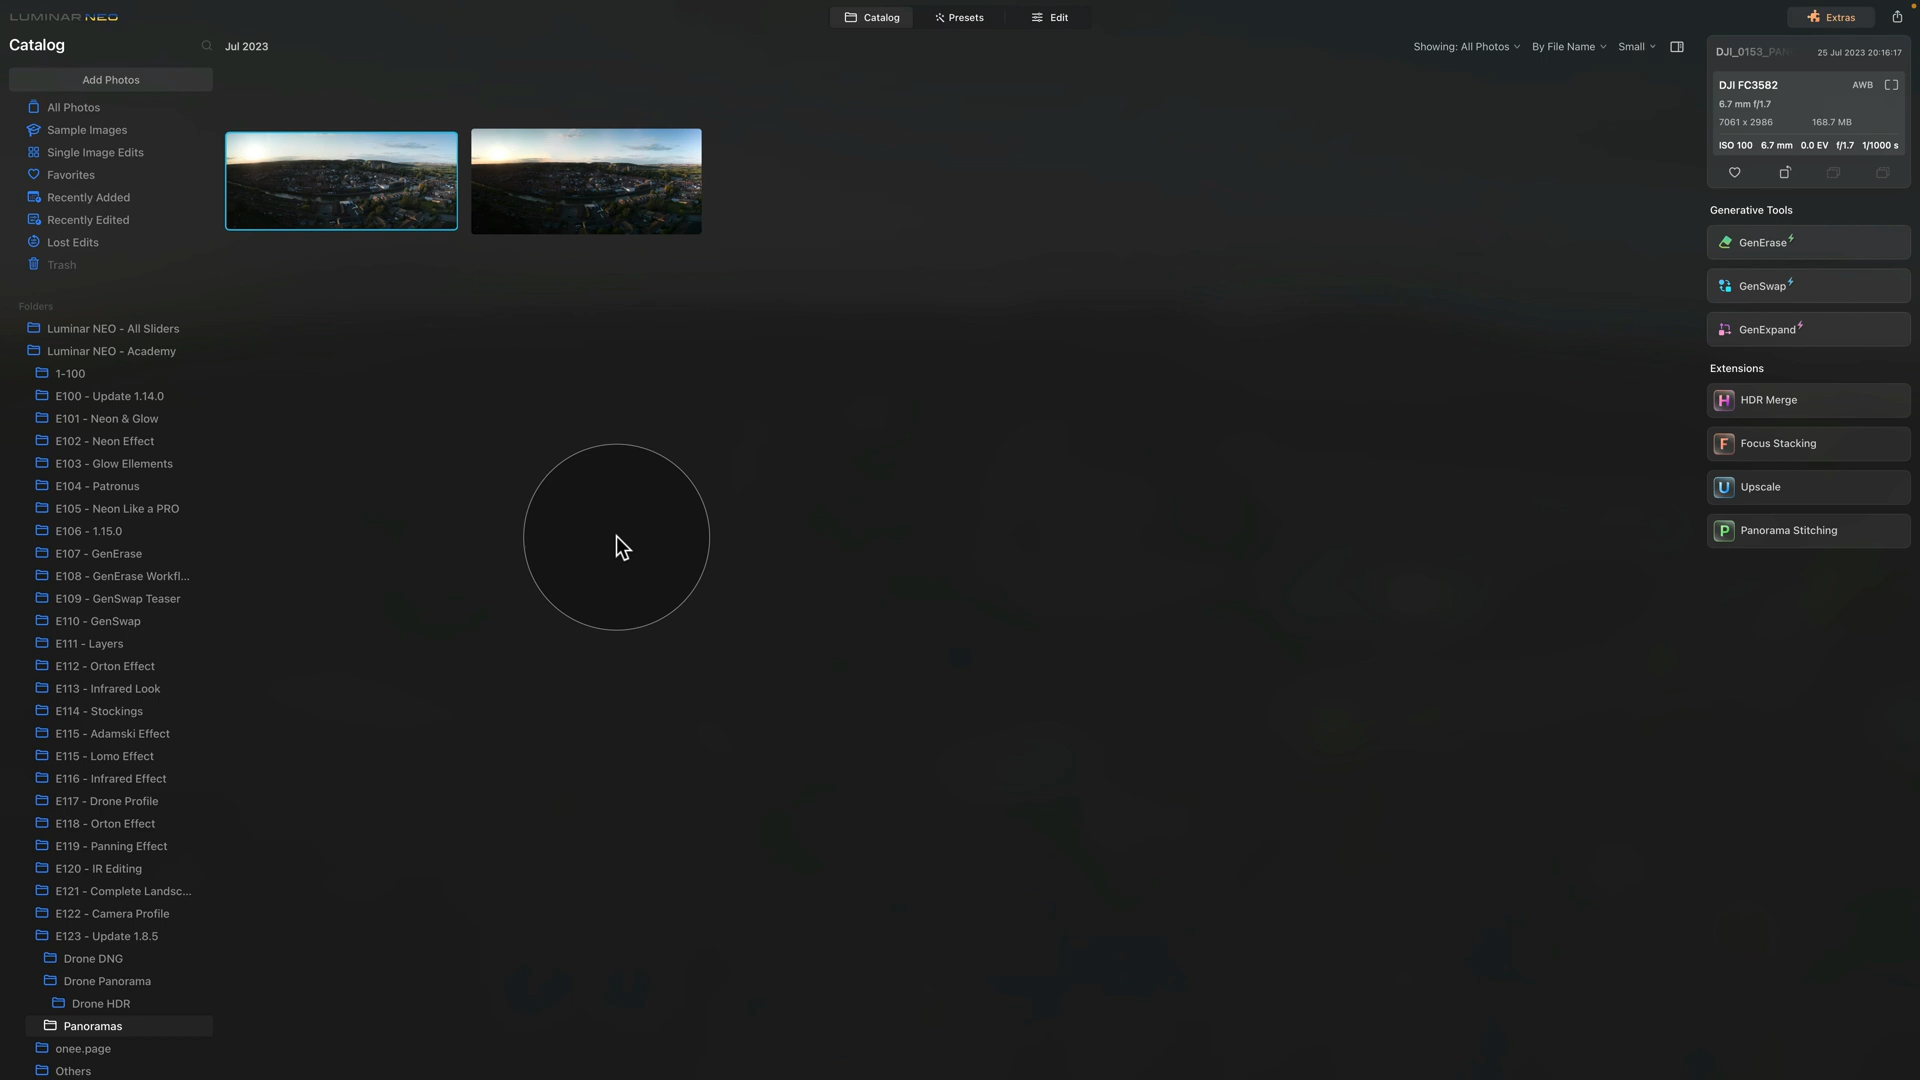 LUMINAR NEO
Catalog
Presets
Edit
Extras
Catalog
Jul 2023
Showing: All Photos
By File Name
Small
DJI_0153_PAN
25 Jul 2023 20:16:17
Add Photos
DJI FC3582
AWB
6.7 mm f/1.7
7061 x 2986
168.7 MB
ISO 100 6.7 mm 0.0 EV f/1.7 1/1000 s
All Photos
Sample Images
Single Image Edits
Favorites
Recently Added
Recently Edited
Lost Edits
Trash
Folders
Luminar NEO - All Sliders
Luminar NEO - Academy
1-100
E100 - Update 1.14.0
E101 - Neon & Glow
E102 - Neon Effect
E103 - Glow Ellements
E104 - Patronus
E105 - Neon Like a PRO
E106 - 1.15.0
E107 - GenErase
E108 - GenErase Workfl...
E109 - GenSwap Teaser
E110 - GenSwap
E111 - Layers
E112 - Orton Effect
E113 - Infrared Look
E114 - Stockings
E115 - Adamski Effect
E115 - Lomo Effect
E116 - Infrared Effect
E117 - Drone Profile
E118 - Orton Effect
E119 - Panning Effect
E120 - IR Editing
E121 - Complete Landsc...
E122 - Camera Profile
E123 - Update 1.8.5
Drone DNG
Drone Panorama
Drone HDR
Panoramas
onee.page
Others
Generative Tools
GenErase
GenSwap
GenExpand
Extensions
H HDR Merge
F Focus Stacking
U Upscale
P Panorama Stitching